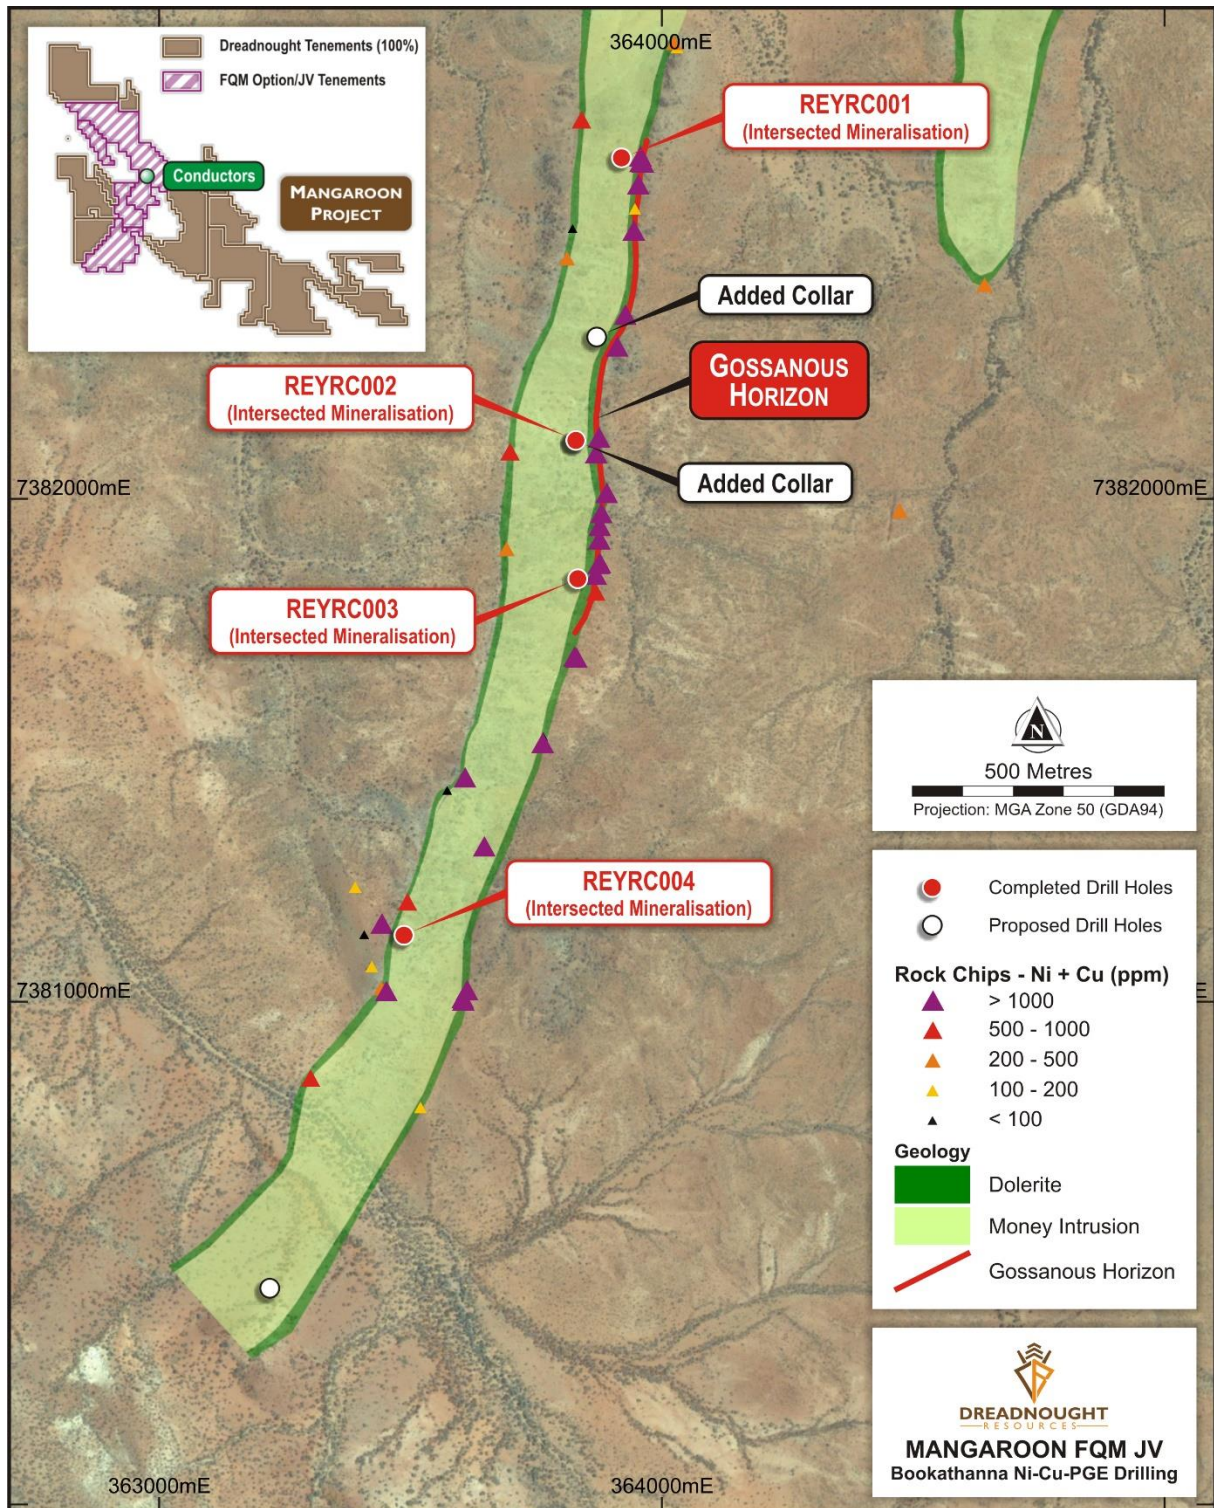 364000mE
Dreadnought Tenements (100%)
FQM Option/JV Tenements
Conductors
MANGAROON
PROJECT
REYRC001
(Intersected Mineralisation)
Added Collar
GOSSANOUS
HORIZON
REYRC002
(Intersected Mineralisation)
Added Collar
7382000mE
7382000mE
REYRC003
(Intersected Mineralisation)
N
500 Metres
Projection: MGA Zone 50 (GDA94)
REYRC004
(Intersected Mineralisation)
7381000mE
E
Completed Drill Holes
Proposed Drill Holes
Rock Chips - Ni + Cu (ppm)
> 1000
500 - 1000
200 - 500
100 - 200
< 100
Geology
Dolerite
Money Intrusion
Gossanous Horizon
DREADNOUGHT
RESOURCES
MANGAROON FQM JV
Bookathanna Ni-Cu-PGE Drilling
363000mE
364000mE